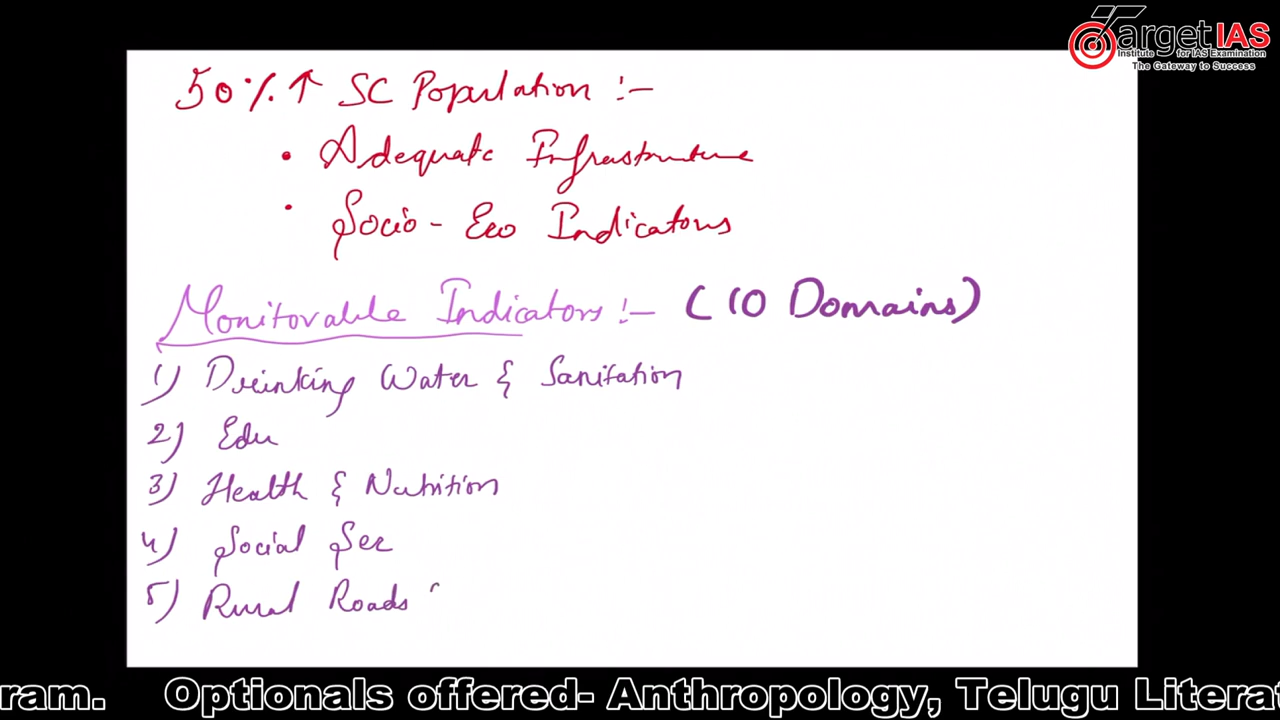 Target IAS
Institute for IAS Examination
The Gateway to Success
50%↑ SC Population :-
• Adequate Infrastructure
• Socio - Eco Indicators
Monitorable Indicators :- (10 Domains)
1) Drinking Water & Sanitation
2) Edu
3) Health & Nutrition
4) Social Sec
5) Rural Roads
ram. Optionals offered- Anthropology, Telugu Literat